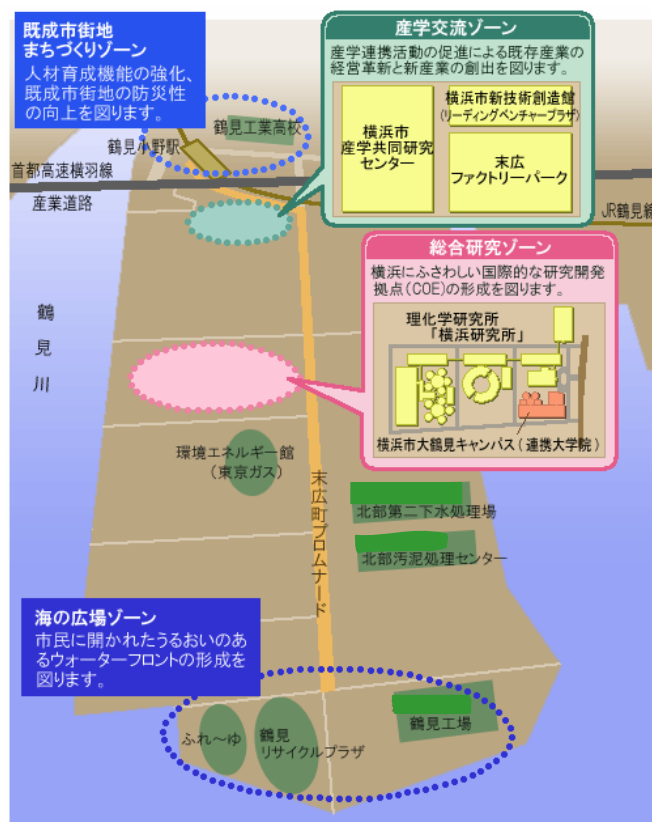 既成市街地
まちづくりゾーン
人材育成機能の強化、
既成市街地の防災性
の向上を図ります。
産学交流ゾーン
産学連携活動の促進による既存産業の
経営革新と新産業の創出を図ります。
横浜市
産学共同研究
センター
横浜市新技術創造館
(リーディングベンチャープラザ)
末広
ファクトリーパーク
鶴見工業高校
鶴見小野駅
首都高速横羽線
産業道路
JR鶴見線
総合研究ゾーン
横浜にふさわしい国際的な研究開発
拠点(COE)の形成を図ります。
理化学研究所
「横浜研究所」
横浜市大鶴見キャンパス(連携大学院)
鶴見川
環境エネルギー館
(東京ガス)
末広町プロムナード
北部第二下水処理場
北部汚泥処理センター
海の広場ゾーン
市民に開かれたうるおいのあ
るウォーターフロントの形成を
図ります。
ふれ~ゆ
鶴見
リサイクルプラザ
鶴見工場